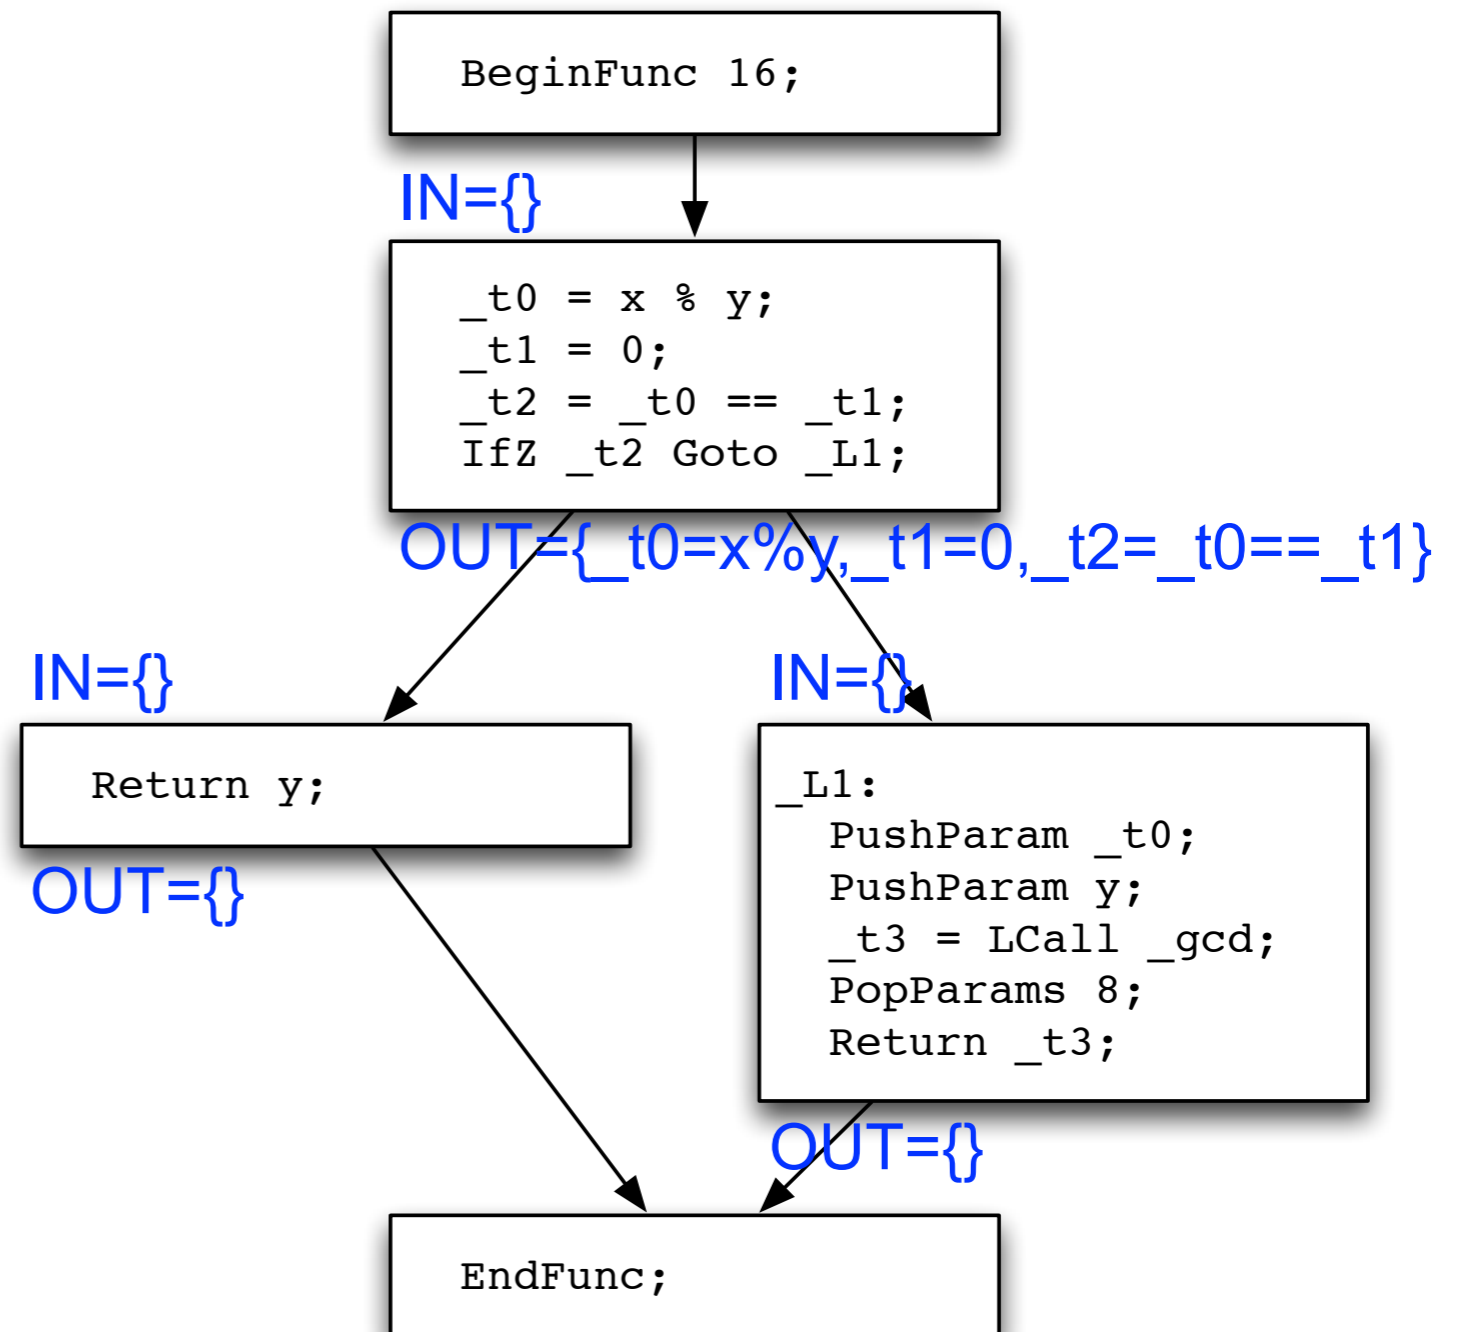 BeginFunc 16;
IN={}
_t0 = x % y;
_t1 = 0;
_t2 = _t0 == _t1;
IfZ _t2 Goto _L1;
OUT={_t0=x%y,_t1=0,_t2=_t0==_t1}
IN={}
Return y;
OUT={}
IN={}
_L1:
PushParam _t0;
PushParam y;
_t3 = LCall _gcd;
PopParams 8;
Return _t3;
OUT={}
EndFunc;